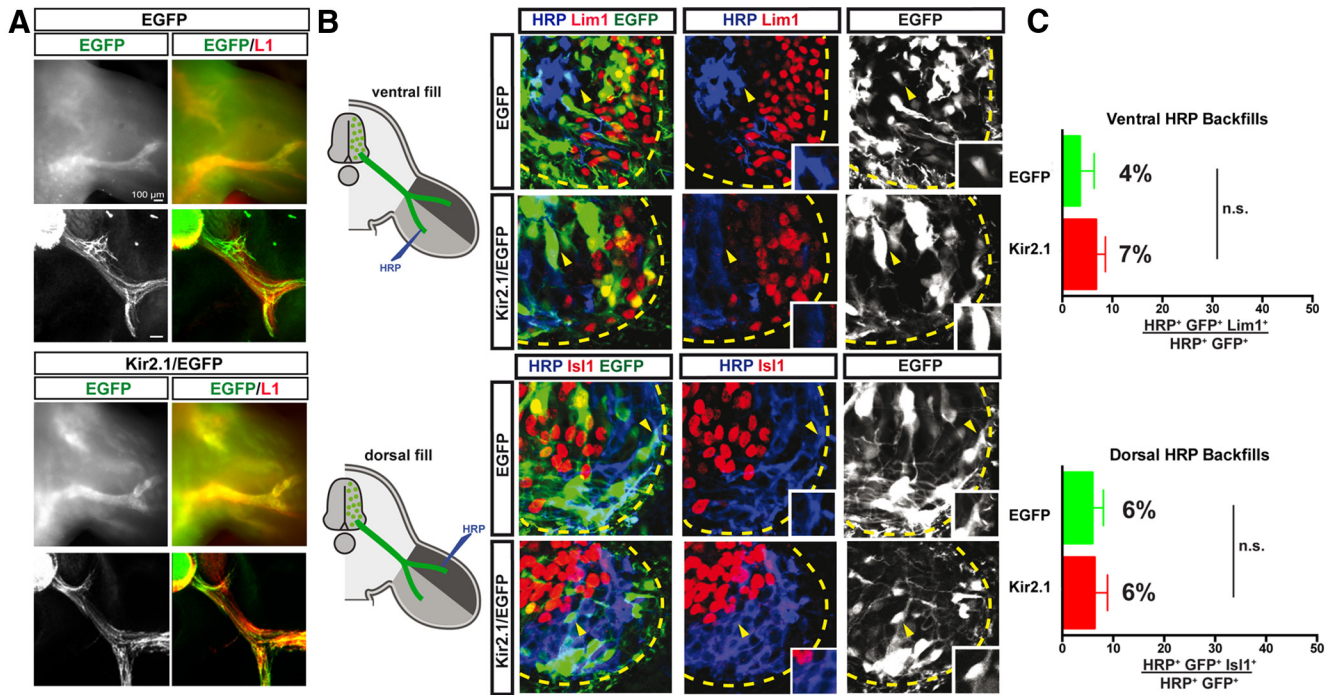 A
EGFP
EGFP EGFP/L1
100 µm
Kir2.1/EGFP
EGFP EGFP/L1
B
ventral fill
HRP
dorsal fill
HRP
HRP Lim1 EGFP HRP Lim1 EGFP
EGFP
Kir2.1/EGFP
HRP Isl1 EGFP HRP Isl1 EGFP
EGFP
Kir2.1/EGFP
C
Ventral HRP Backfills
EGFP 4%
n.s.
Kir2.1 7%
0 10 20 30 40 50
HRP⁺ GFP⁺ Lim1⁺
HRP⁺ GFP⁺
Dorsal HRP Backfills
EGFP 6%
n.s.
Kir2.1 6%
0 10 20 30 40 50
HRP⁺ GFP⁺ Isl1⁺
HRP⁺ GFP⁺